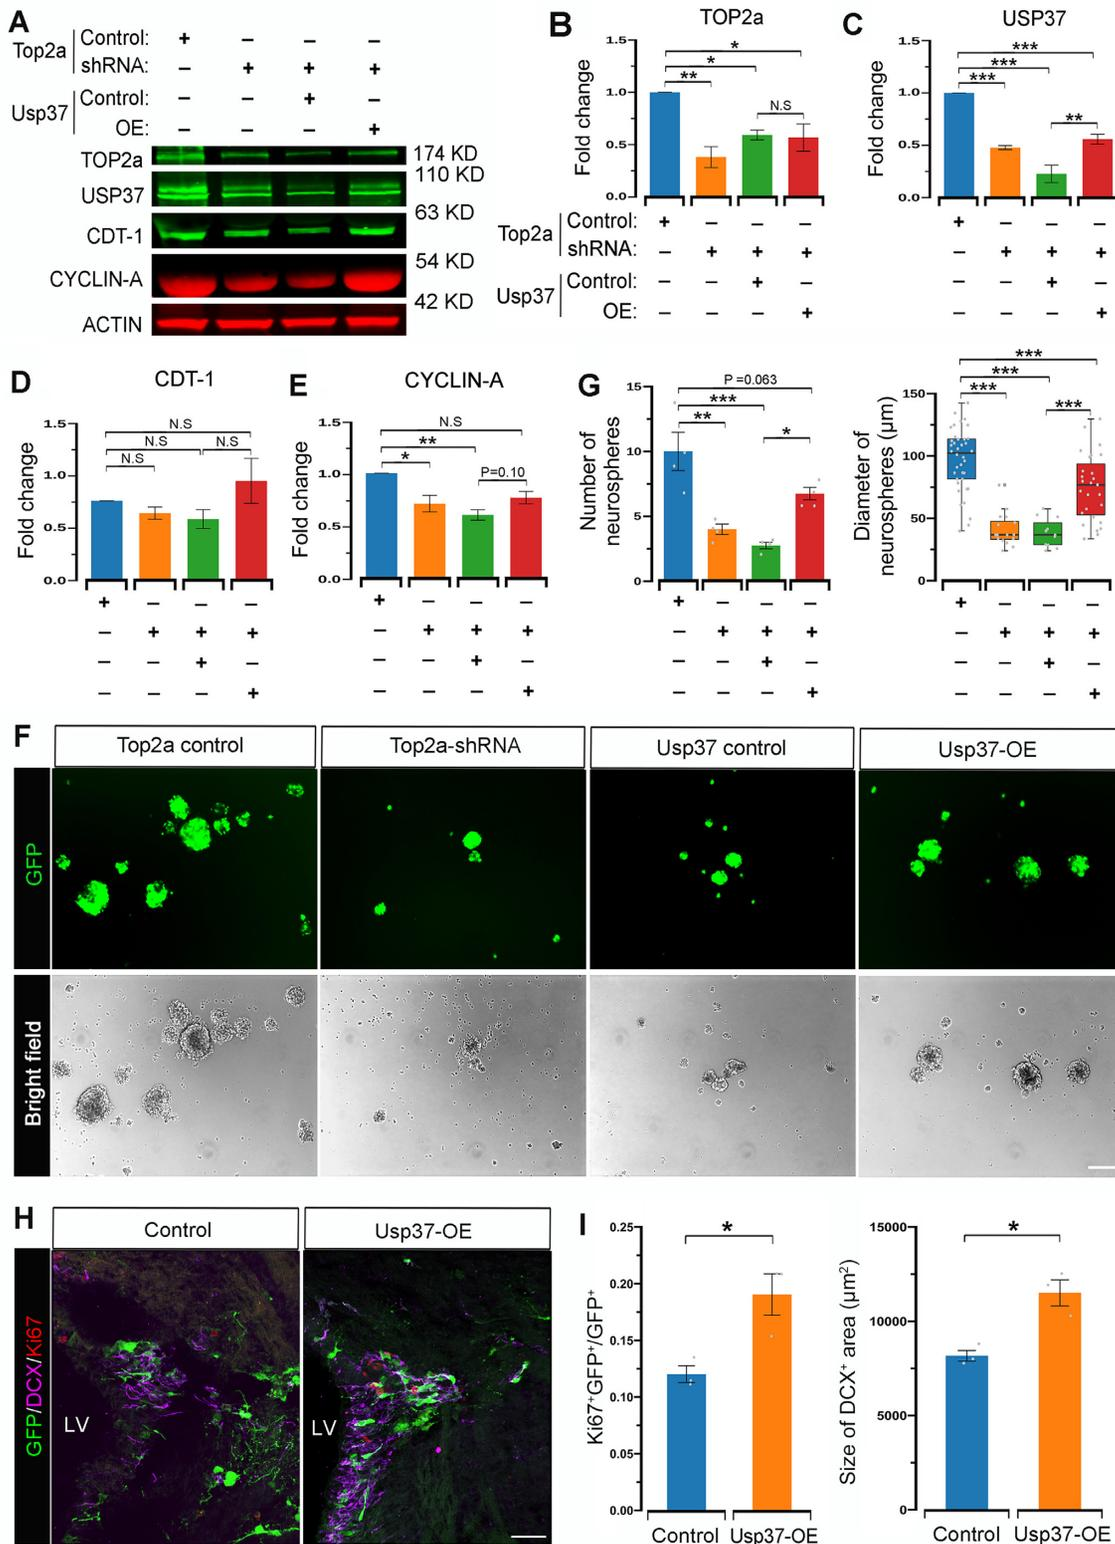 A
Top2a
Control: + – – –
shRNA: – + + +
Usp37
Control: – – + –
OE: – – – +
TOP2a
174 KD
110 KD
USP37
63 KD
CDT-1
54 KD
CYCLIN-A
42 KD
ACTIN
B
TOP2a
Fold change
1.5
1.0
0.5
0.0
*
*
**
N.S
Top2a
Control: + – – –
shRNA: – + + +
Usp37
Control: – – + –
OE: – – – +
C
USP37
Fold change
1.5
1.0
0.5
0.0
***
***
***
**
+ – – –
– + + +
– – + –
– – – +
D
CDT-1
Fold change
1.5
1.0
0.5
0.0
N.S
N.S
N.S
N.S
+ – – –
– + + +
– – + –
– – – +
E
CYCLIN-A
Fold change
1.5
1.0
0.5
0.0
N.S
**
*
P=0.10
+ – – –
– + + +
– – + –
– – – +
G
Number of
neurospheres
15
10
5
0
P =0.063
***
**
*
+ – – –
– + + +
– – + –
– – – +
Diameter of
neurospheres (µm)
150
100
50
0
***
***
***
***
+ – – –
– + + +
– – + –
– – – +
F
Top2a control
Top2a-shRNA
Usp37 control
Usp37-OE
GFP
Bright field
H
Control
Usp37-OE
GFP/DCX/Ki67
LV
LV
I
Ki67⁺GFP⁺/GFP⁺
0.25
0.20
0.15
0.10
0.05
0.00
*
Control
Usp37-OE
Size of DCX⁺ area (µm²)
15000
10000
5000
0
*
Control
Usp37-OE